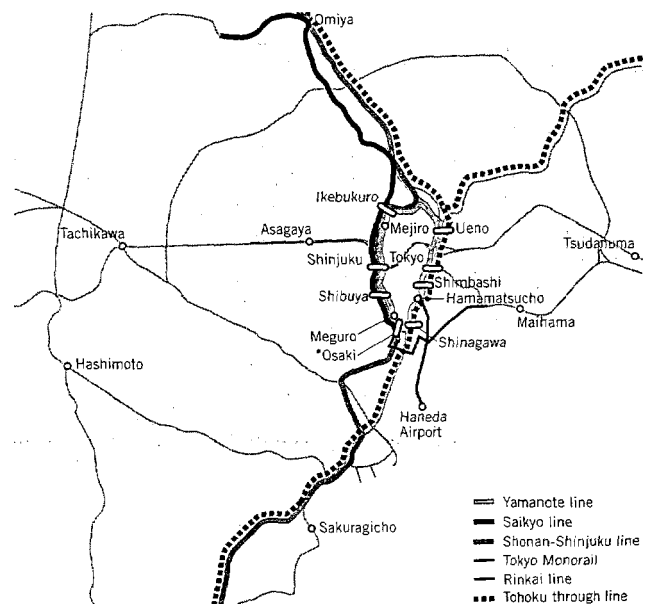 Omiya
Ikebukuro
Mejiro
Ueno
Tachikawa
Asagaya
Tsudanuma
Shinjuku
Tokyo
Shimbashi
Shibuya
Hamamatsucho
Meguro
Maihama
*Osaki
Shinagawa
Hashimoto
Haneda
Airport
Sakuragicho
Yamanote line
Saikyo line
Shonan-Shinjuku line
Tokyo Monorail
Rinkai line
Tohoku through line